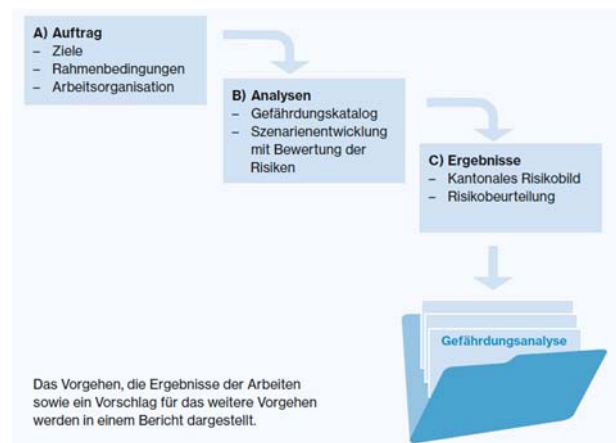 A) Auftrag
– Ziele
– Rahmenbedingungen
– Arbeitsorganisation
B) Analysen
– Gefährdungskatalog
– Szenarienentwicklung
mit Bewertung der
Risiken
C) Ergebnisse
– Kantonales Risikobild
– Risikobeurteilung
Gefährdungsanalyse
Das Vorgehen, die Ergebnisse der Arbeiten
sowie ein Vorschlag für das weitere Vorgehen
werden in einem Bericht dargestellt.